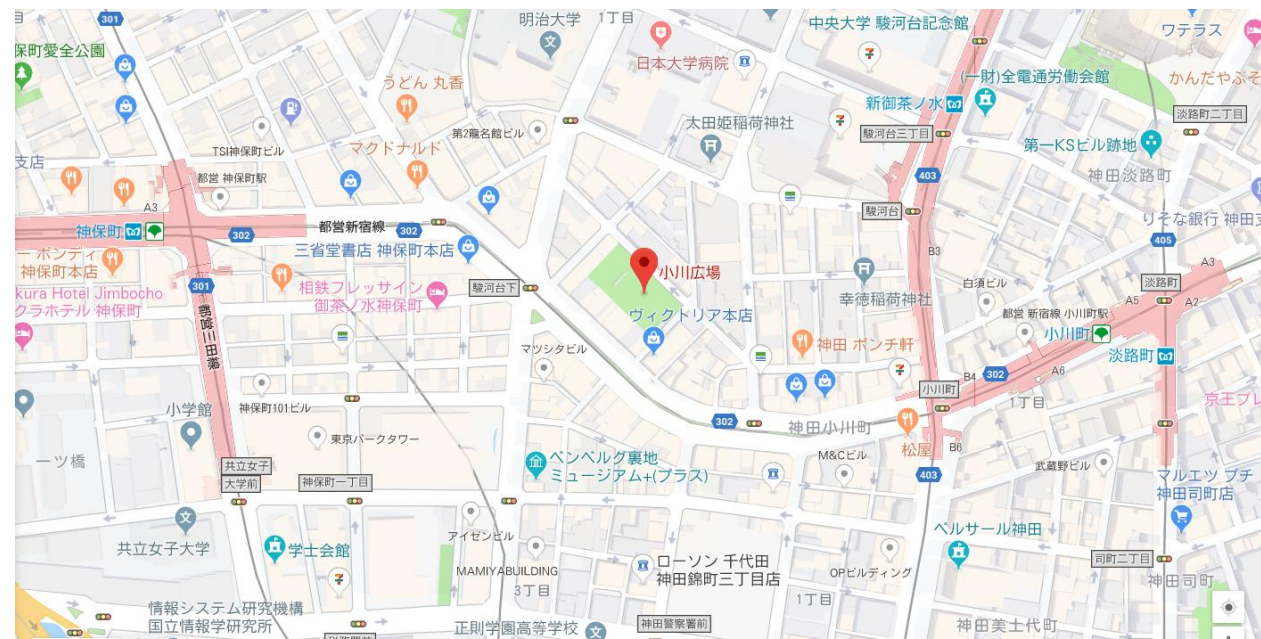 301
明治大学
1丁目
中央大学 駿河台記念館
ワテラス
保町愛全公園
日本大学病院
(一財)全電通労働会館
かんだやぶそ
うどん 丸香
新御茶ノ水
淡路町二丁目
太田姫稲荷神社
第2龍名館ビル
駿河台三丁目
第一KSビル跡地
TSI神保町ビル
マクドナルド
支店
都営 神保町駅
403
神田淡路町
A3
駿河台
りそな銀行 神田支
神保町
302
都営新宿線
302
405
三省堂書店 神保町本店
B3
A3
ー ボンディ
神保町本店
小川広場
301
相鉄フレッサイン
御茶ノ水神保町
駿河台下
幸徳稲荷神社
白須ビル
淡路町
kura Hotel Jimbocho
クラホテル 神保町
A5
A2
都営三田線
ヴィクトリア本店
都営 新宿線 小川町駅
小川町
マツシタビル
神田 ポンチ軒
淡路町
B4
302
A6
小川町
小学館
神保町101ビル
1丁目
京王プレ
302
神田小川町
東京パークタワー
松屋
B6
一ツ橋
ベンベルグ裏地
ミュージアム+(プラス)
M&Cビル
武蔵野ビル
共立女子
大学前
神保町一丁目
403
マルエツ プチ
神田司町店
共立女子大学
学士会館
アイゼンビル
ベルサール神田
ローソン 千代田
神田錦町三丁目店
MAMIYABUILDING
OPビルディング
司町二丁目
3丁目
神田司町
1丁目
情報システム研究機構
国立情報学研究所
正則学園高等学校
神田警察署前
神田美土代町